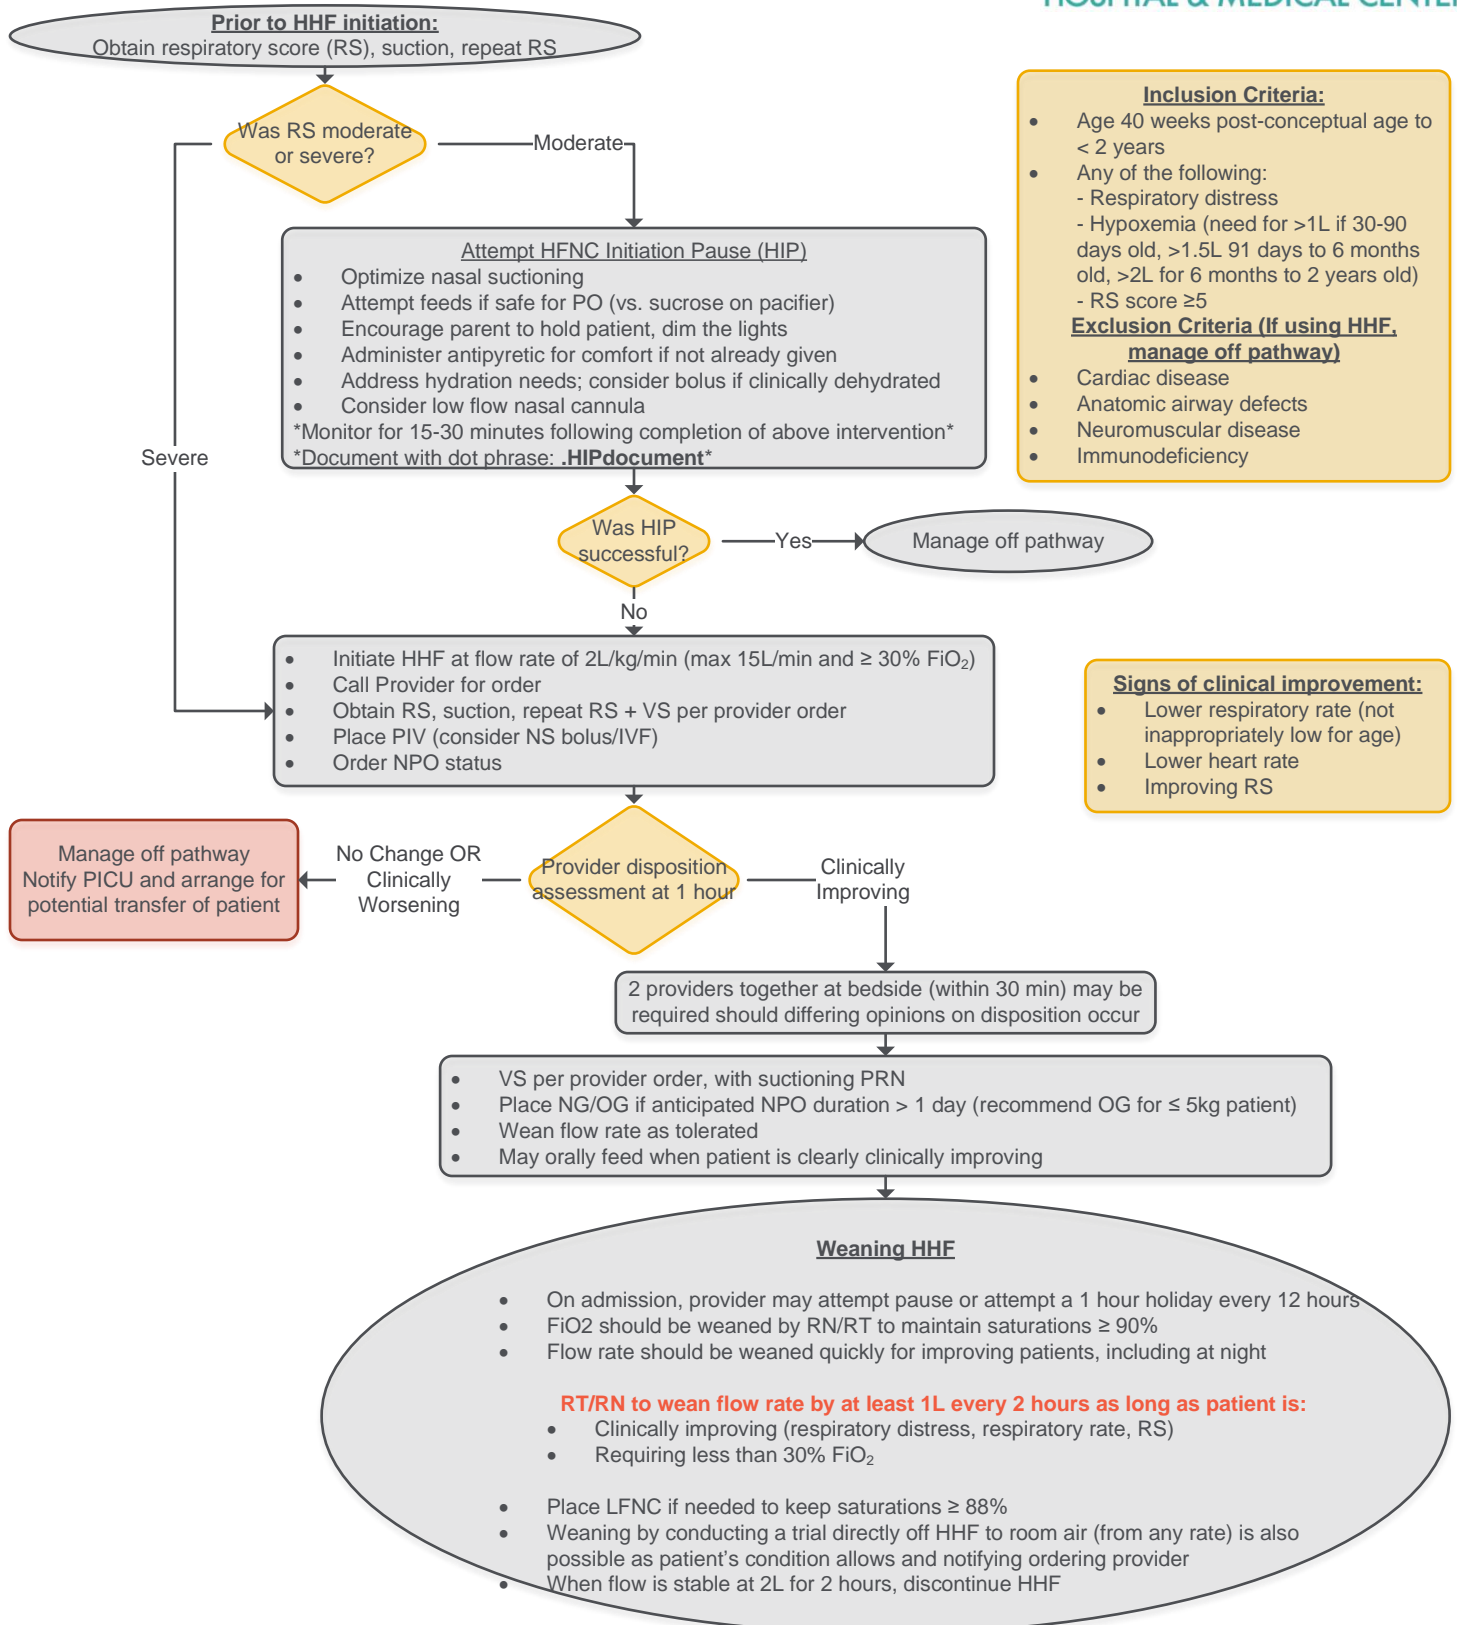 HOSPITAL & MEDICAL CENTER
Prior to HHF initiation:
Obtain respiratory score (RS), suction, repeat RS
Was RS moderate
or severe?
Moderate
Severe
Attempt HFNC Initiation Pause (HIP)
• Optimize nasal suctioning
• Attempt feeds if safe for PO (vs. sucrose on pacifier)
• Encourage parent to hold patient, dim the lights
• Administer antipyretic for comfort if not already given
• Address hydration needs; consider bolus if clinically dehydrated
• Consider low flow nasal cannula
*Monitor for 15-30 minutes following completion of above intervention*
*Document with dot phrase: .HIPdocument*
Inclusion Criteria:
• Age 40 weeks post-conceptual age to
< 2 years
• Any of the following:
- Respiratory distress
- Hypoxemia (need for >1L if 30-90
days old, >1.5L 91 days to 6 months
old, >2L for 6 months to 2 years old)
- RS score ≥5
Exclusion Criteria (If using HHF,
manage off pathway)
• Cardiac disease
• Anatomic airway defects
• Neuromuscular disease
• Immunodeficiency
Was HIP
successful?
Yes
Manage off pathway
No
• Initiate HHF at flow rate of 2L/kg/min (max 15L/min and ≥ 30% FiO₂)
• Call Provider for order
• Obtain RS, suction, repeat RS + VS per provider order
• Place PIV (consider NS bolus/IVF)
• Order NPO status
Signs of clinical improvement:
• Lower respiratory rate (not
inappropriately low for age)
• Lower heart rate
• Improving RS
Provider disposition
assessment at 1 hour
No Change OR
Clinically
Worsening
Manage off pathway
Notify PICU and arrange for
potential transfer of patient
Clinically
Improving
2 providers together at bedside (within 30 min) may be
required should differing opinions on disposition occur
• VS per provider order, with suctioning PRN
• Place NG/OG if anticipated NPO duration > 1 day (recommend OG for ≤ 5kg patient)
• Wean flow rate as tolerated
• May orally feed when patient is clearly clinically improving
Weaning HHF
• On admission, provider may attempt pause or attempt a 1 hour holiday every 12 hours
• FiO2 should be weaned by RN/RT to maintain saturations ≥ 90%
• Flow rate should be weaned quickly for improving patients, including at night
RT/RN to wean flow rate by at least 1L every 2 hours as long as patient is:
• Clinically improving (respiratory distress, respiratory rate, RS)
• Requiring less than 30% FiO₂
• Place LFNC if needed to keep saturations ≥ 88%
• Weaning by conducting a trial directly off HHF to room air (from any rate) is also
possible as patient's condition allows and notifying ordering provider
• When flow is stable at 2L for 2 hours, discontinue HHF